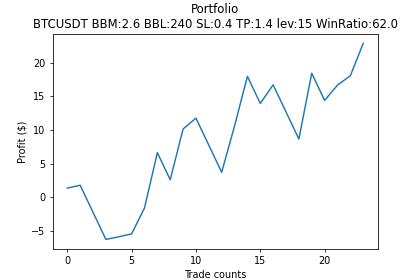 Portfolio
BTCUSDT BBM:2.6 BBL:240 SL:0.4 TP:1.4 lev:15 WinRatio:62.0
Profit ($)
20
15
10
5
0
−5
0
5
10
15
20
Trade counts